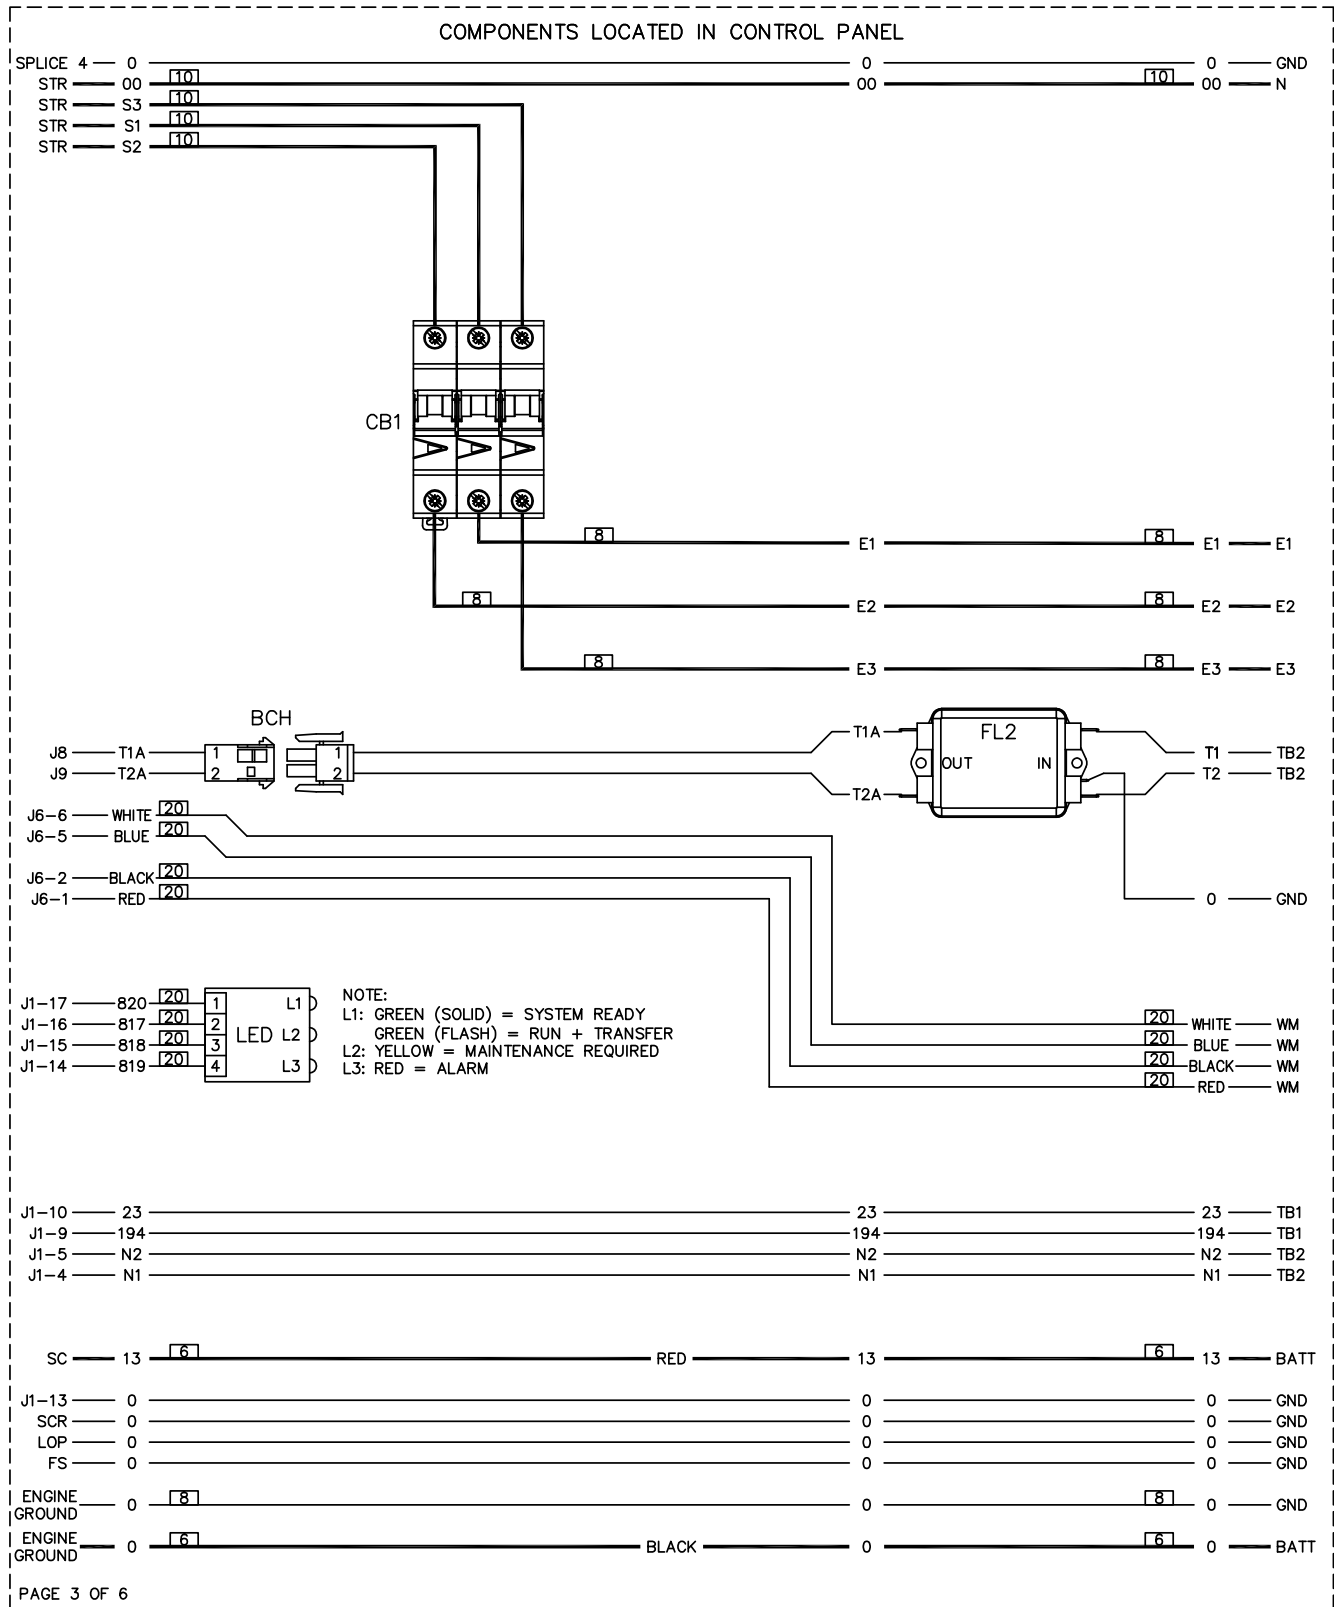 COMPONENTS LOCATED IN CONTROL PANEL
SPLICE 4 0 0 0 GND
STR 00 10 00 10 00 N
STR S3 10
STR S1 10
STR S2 10
CB1
8 E1 8 E1 E1
8 E2 8 E2 E2
8 E3 8 E3 E3
BCH
T1A FL2
J8 T1A 1 1 T1 TB2
OUT IN
J9 T2A 2 2 T2 TB2
T2A
J6-6 WHITE 20
J6-5 BLUE 20
J6-2 BLACK 20
J6-1 RED 20 0 GND
J1-17 820 20 1 L1
J1-16 817 20 2
LED L2
J1-15 818 20 3
J1-14 819 20 4 L3
NOTE:
L1: GREEN (SOLID) = SYSTEM READY
GREEN (FLASH) = RUN + TRANSFER
L2: YELLOW = MAINTENANCE REQUIRED
L3: RED = ALARM
20 WHITE WM
20 BLUE WM
20 BLACK WM
20 RED WM
J1-10 23 23 23 TB1
J1-9 194 194 194 TB1
J1-5 N2 N2 N2 TB2
J1-4 N1 N1 N1 TB2
SC 13 6 RED 13 6 13 BATT
J1-13 0 0 0 GND
SCR 0 0 0 GND
LOP 0 0 0 GND
FS 0 0 0 GND
ENGINE
GROUND 0 8 0 8 0 GND
ENGINE
GROUND 0 6 BLACK 0 6 0 BATT
PAGE 3 OF 6